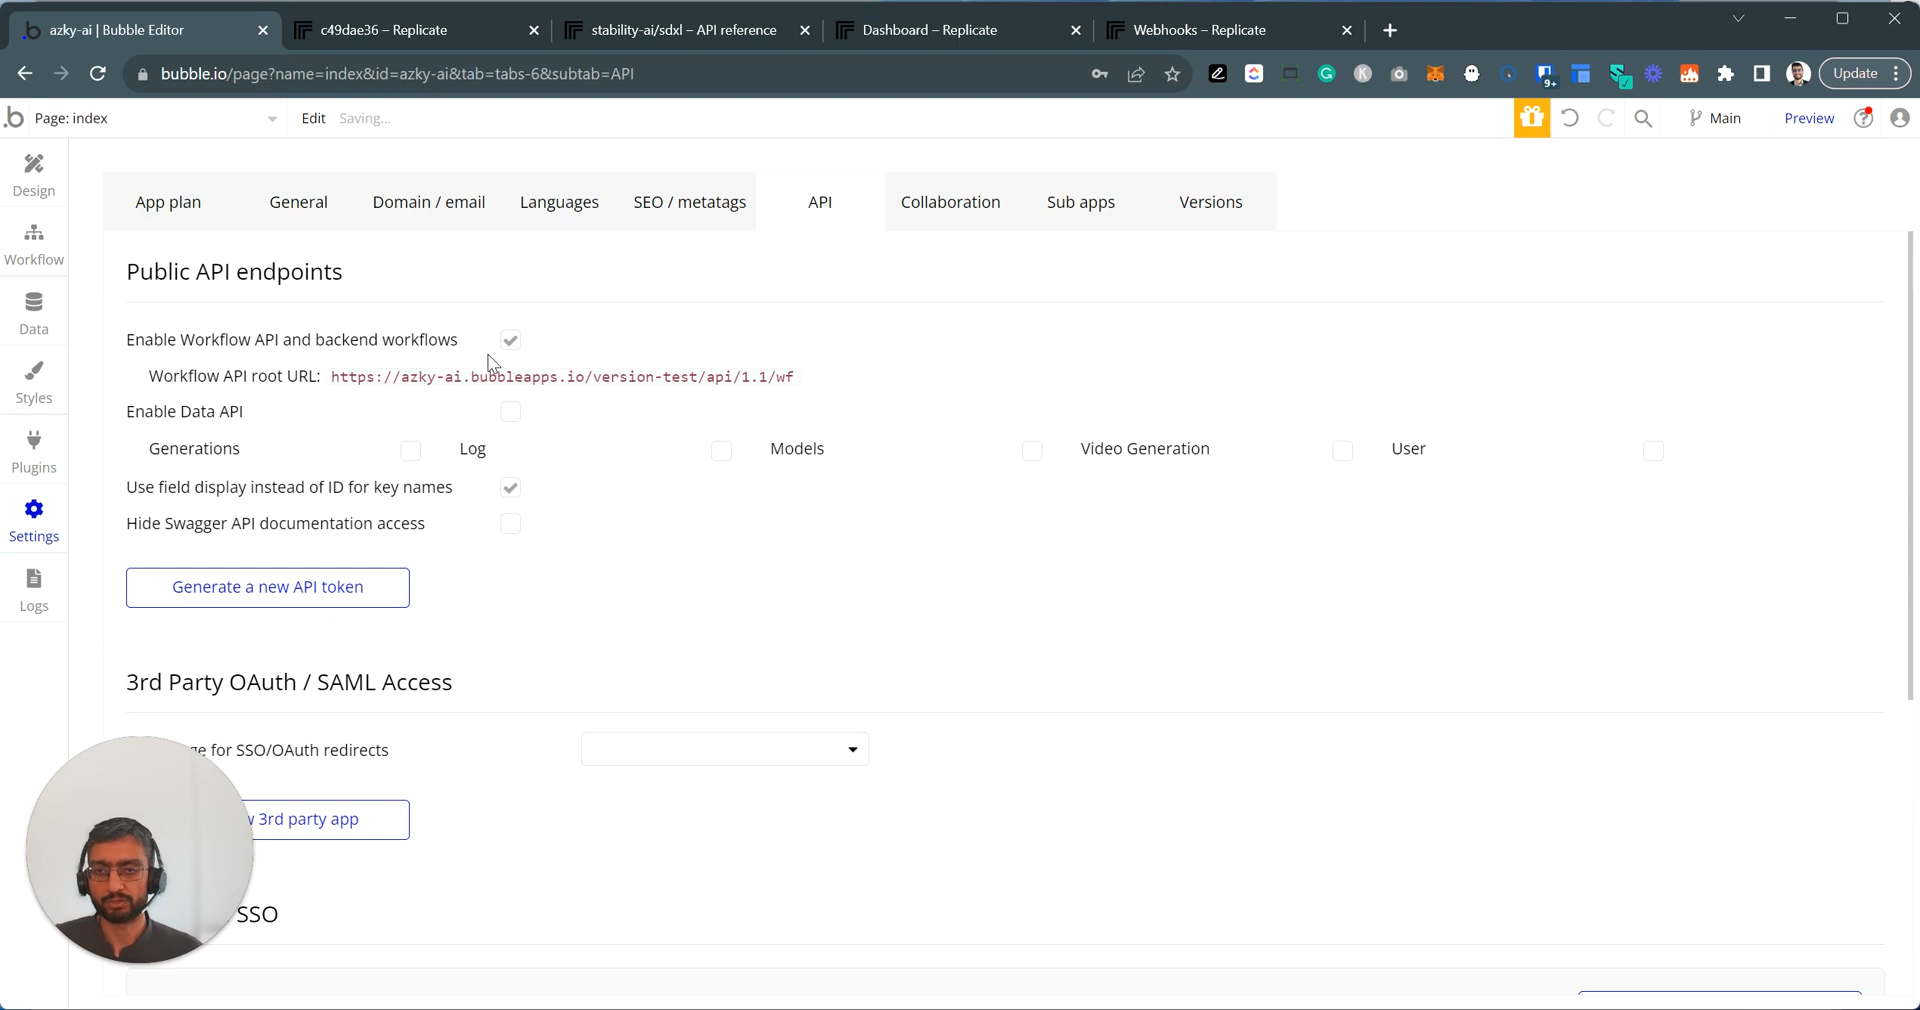 azky-ai | Bubble Editor
c49dae36 – Replicate
stability-ai/sdxl – API reference
Dashboard – Replicate
Webhooks – Replicate
bubble.io/page?name=index&id=azky-ai&tab=tabs-6&subtab=API
9+
Update
Page: index
Edit
Saving...
Main
Preview
Design
Workflow
Data
Styles
Plugins
Settings
Logs
App plan
General
Domain / email
Languages
SEO / metatags
API
Collaboration
Sub apps
Versions
Public API endpoints
Enable Workflow API and backend workflows
Workflow API root URL: https://azky-ai.bubbleapps.io/version-test/api/1.1/wf
Enable Data API
Generations
Log
Models
Video Generation
User
Use field display instead of ID for key names
Hide Swagger API documentation access
Generate a new API token
3rd Party OAuth / SAML Access
for SSO/OAuth redirects
3rd party app
SSO